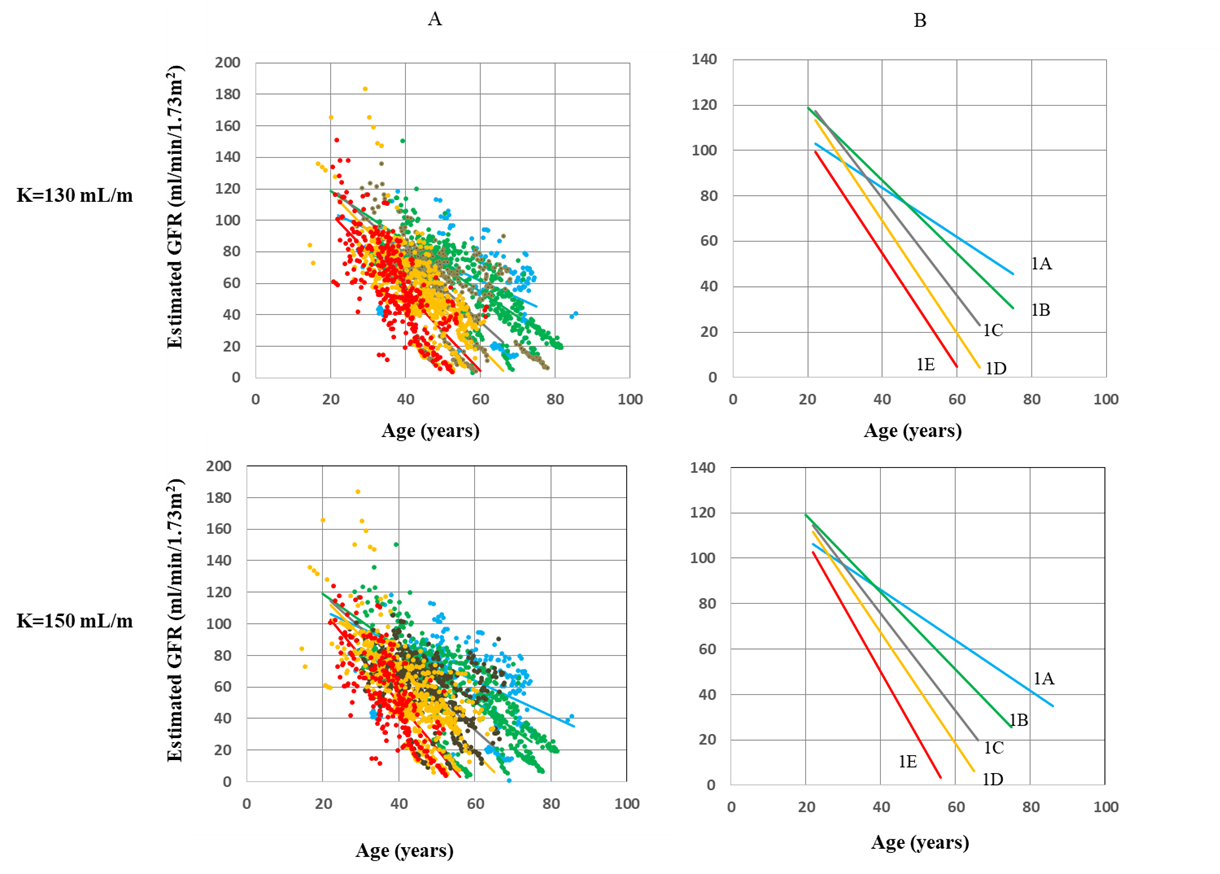 A
B
K=130 mL/m
Estimated GFR (ml/min/1.73m²)
200
180
160
140
120
100
80
60
40
20
0
0 20 40 60 80 100
Age (years)
140
120
100
80
60
40
20
0
1A
1B
1C
1D
1E
0 20 40 60 80 100
Age (years)
K=150 mL/m
Estimated GFR (ml/min/1.73m²)
200
180
160
140
120
100
80
60
40
20
0
0 20 40 60 80 100
Age (years)
140
120
100
80
60
40
20
0
1A
1B
1C
1E
1D
0 20 40 60 80 100
Age (years)